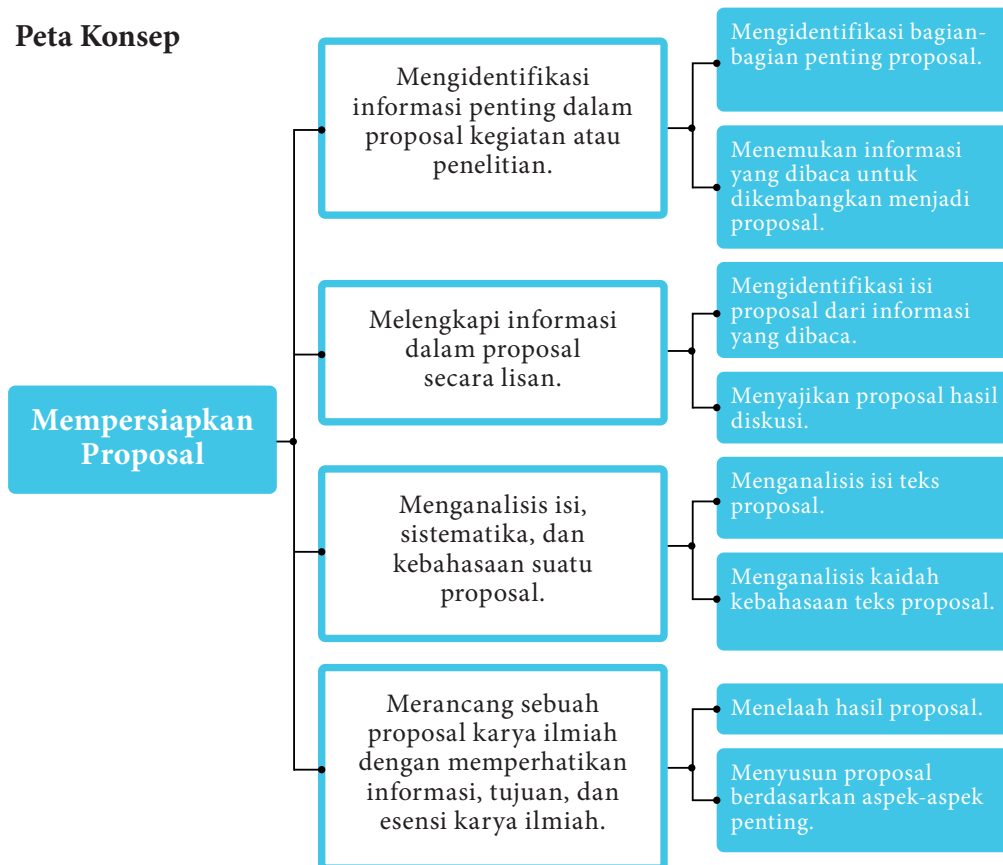 Peta Konsep
Mengidentifikasi
informasi penting dalam
proposal kegiatan atau
penelitian.
Mengidentifikasi bagian-
bagian penting proposal.
Menemukan informasi
yang dibaca untuk
dikembangkan menjadi
proposal.
Melengkapi informasi
dalam proposal
secara lisan.
Mengidentifikasi isi
proposal dari informasi
yang dibaca.
Menyajikan proposal hasil
diskusi.
Mempersiapkan
Proposal
Menganalisis isi,
sistematika, dan
kebahasaan suatu
proposal.
Menganalisis isi teks
proposal.
Menganalisis kaidah
kebahasaan teks proposal.
Merancang sebuah
proposal karya ilmiah
dengan memperhatikan
informasi, tujuan, dan
esensi karya ilmiah.
Menelaah hasil proposal.
Menyusun proposal
berdasarkan aspek-aspek
penting.